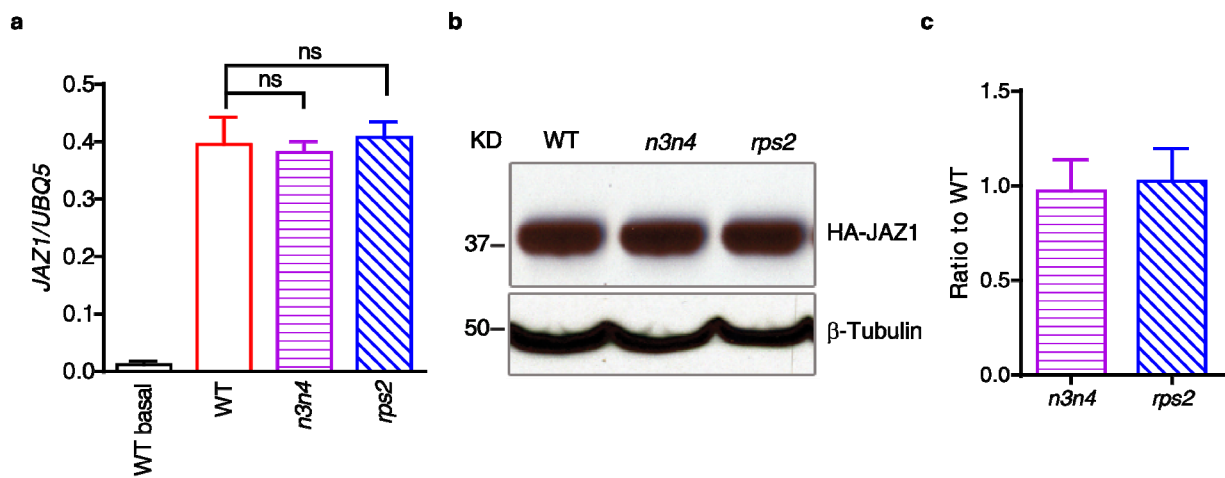 a
JAZ1/UBQ5
0.5
0.4
0.3
0.2
0.1
0.0
ns
ns
WT basal
WT
n3n4
rps2
b
KD
WT
n3n4
rps2
37
HA-JAZ1
50
β-Tubulin
c
Ratio to WT
1.5
1.0
0.5
0.0
n3n4
rps2